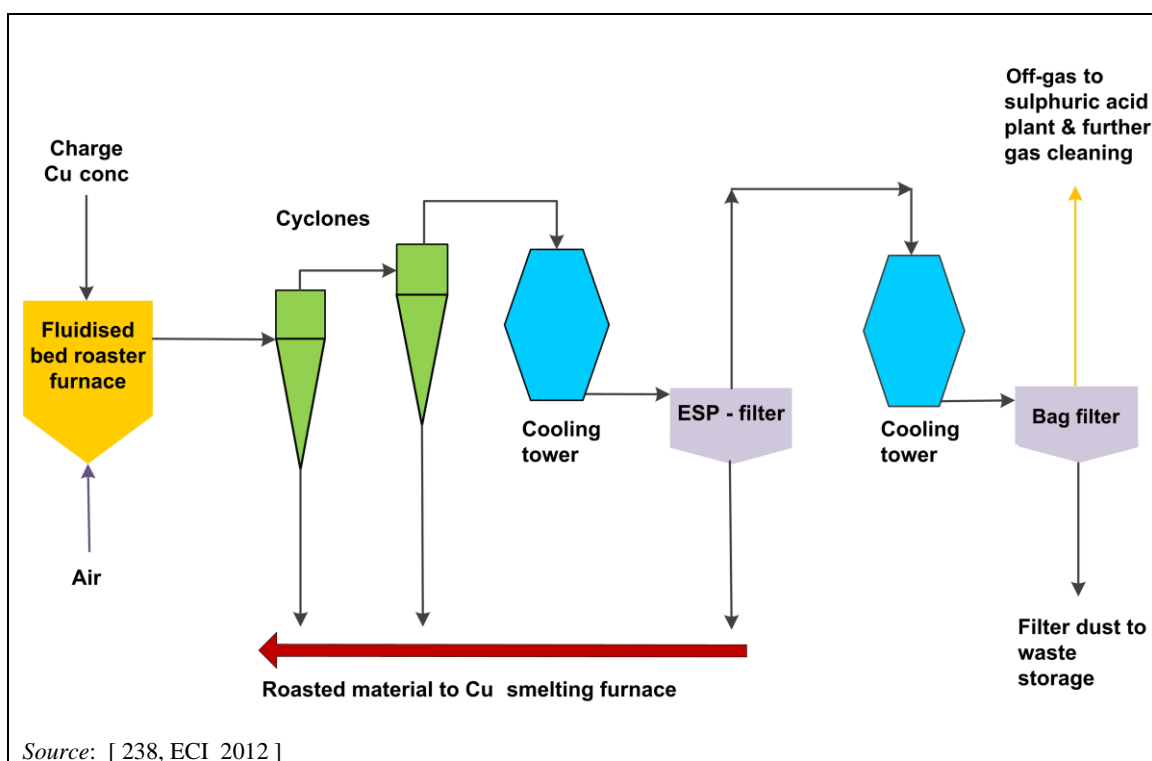 Off-gas to
sulphuric acid
plant & further
gas cleaning
Charge
Cu conc
Cyclones
Fluidised
bed roaster
furnace
Cooling
tower
ESP - filter
Cooling
tower
Bag filter
Air
Filter dust to
waste
storage
Roasted material to Cu smelting furnace
Source: [ 238, ECI 2012 ]